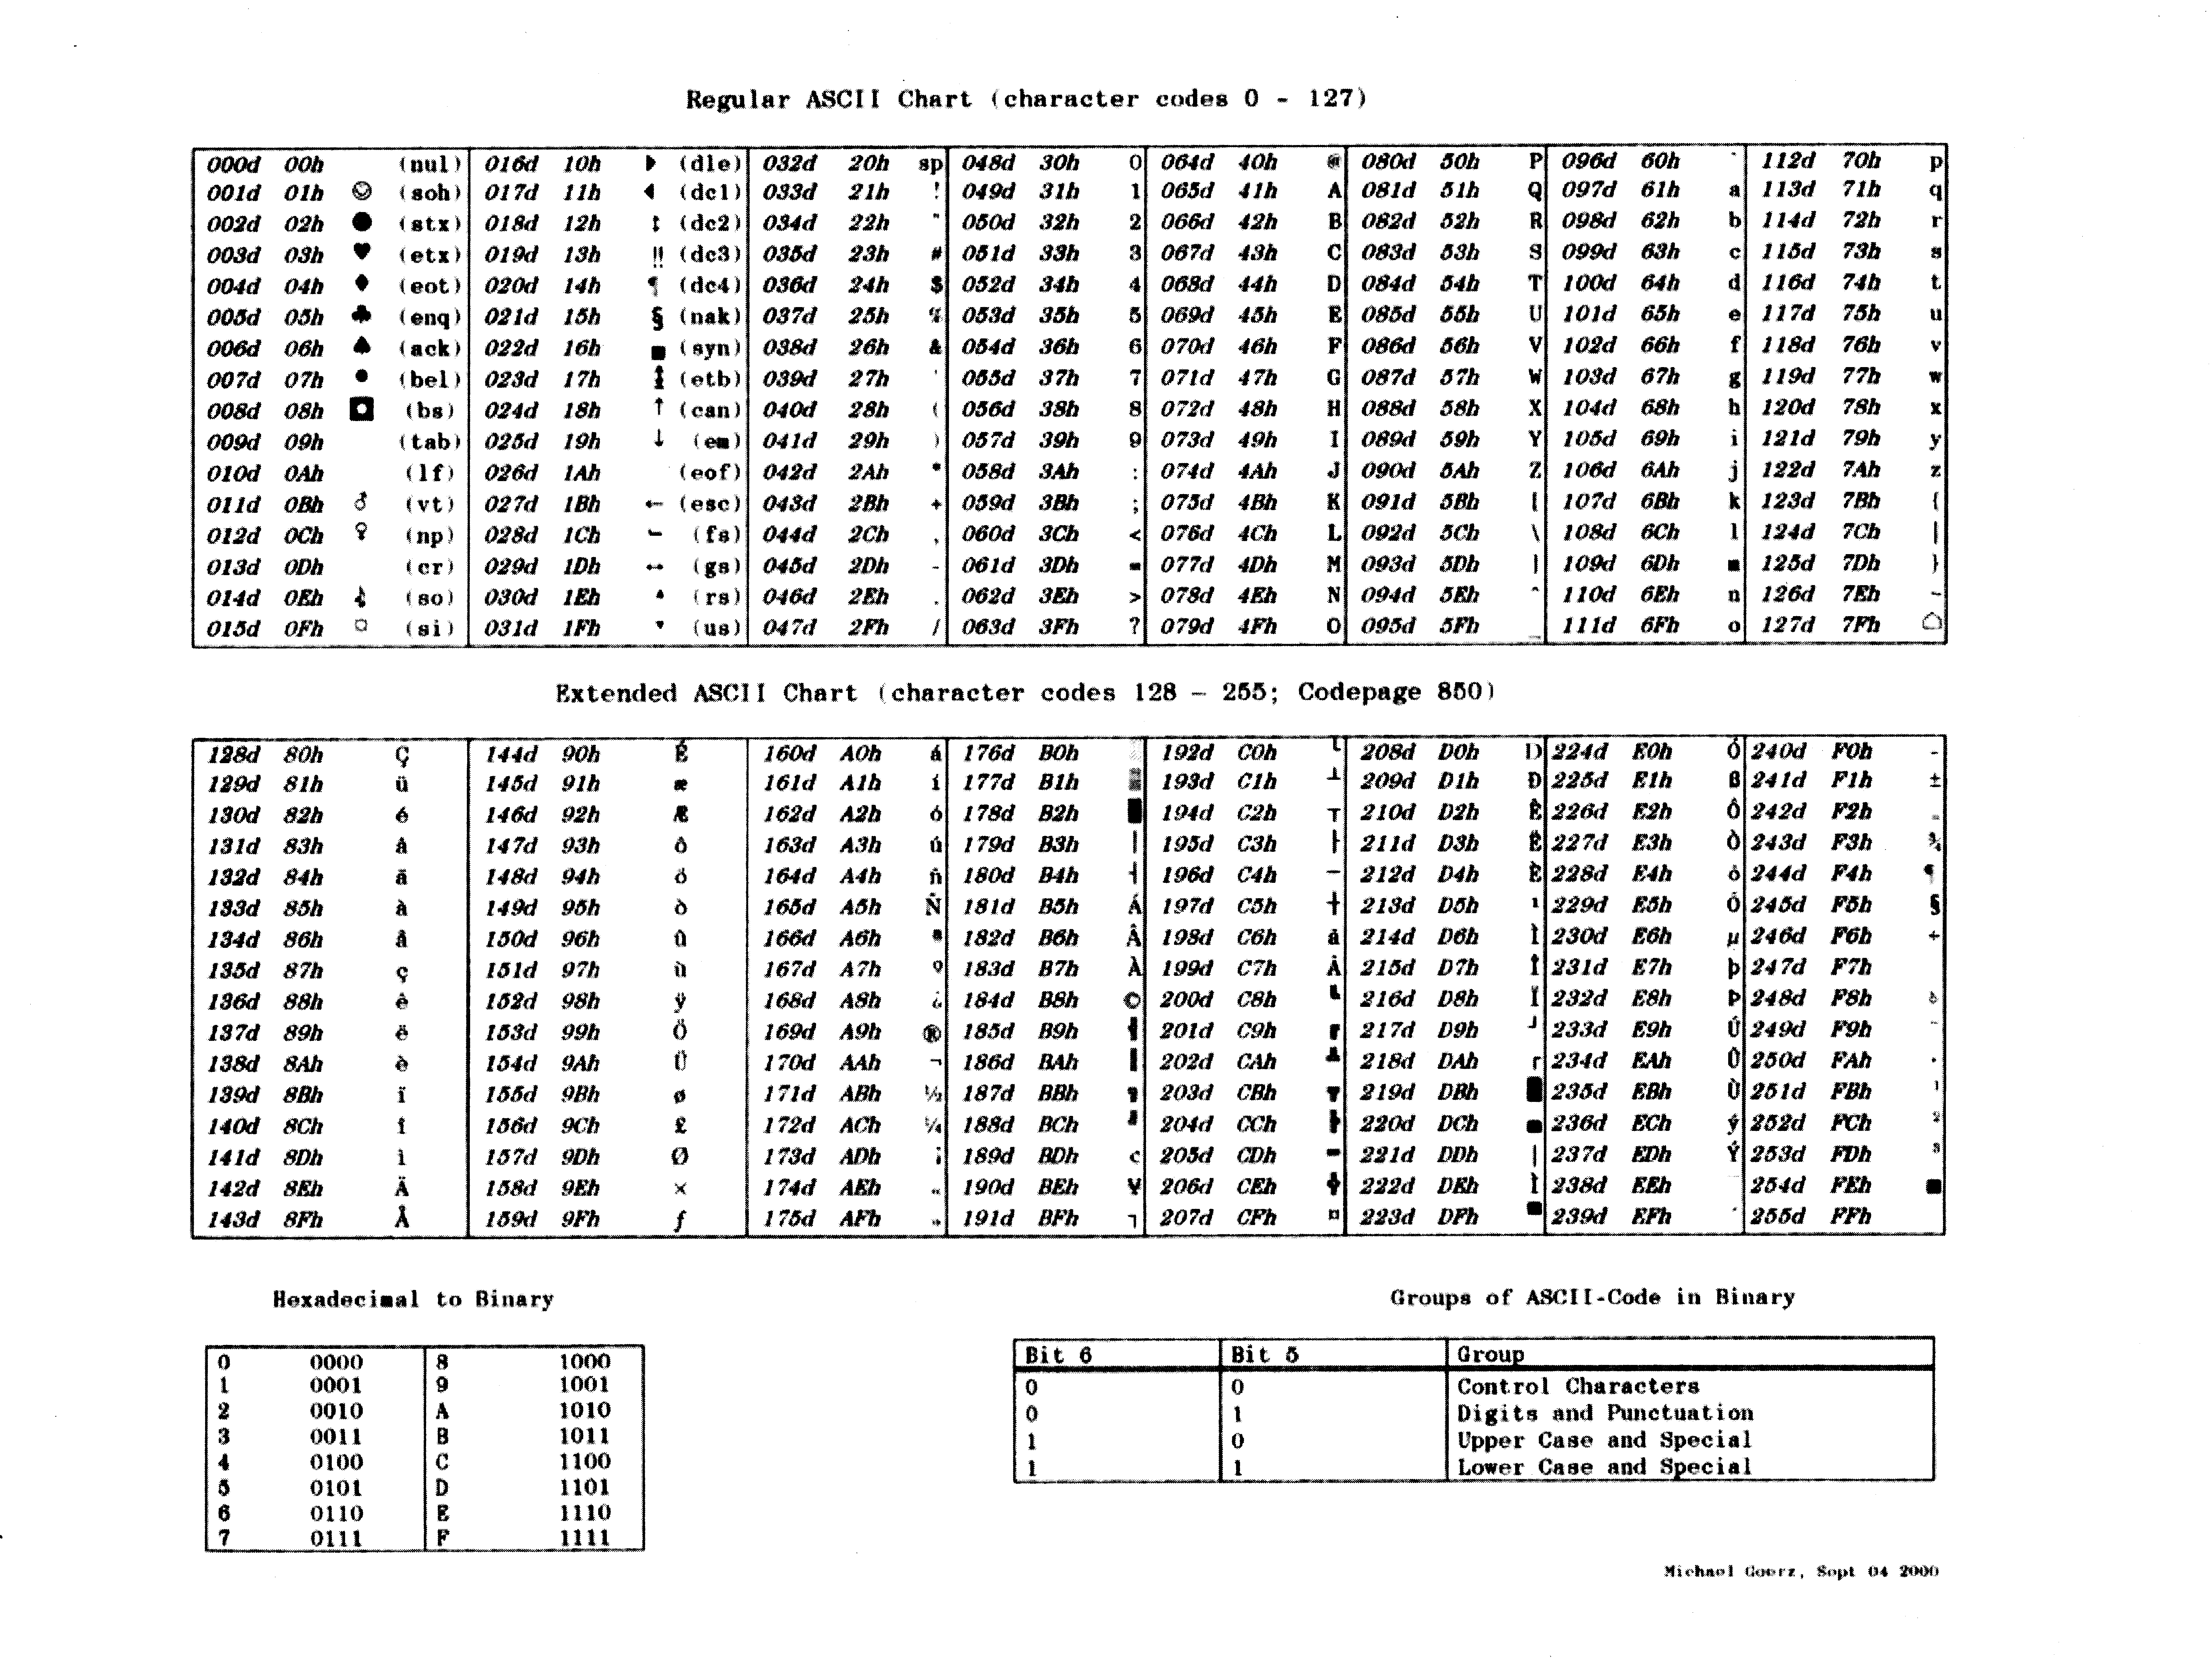 Regular ASCII Chart (character codes 0 - 127)
000d 00h (nul) 016d 10h ► (dle) 032d 20h sp 048d 30h 0 064d 40h @ 080d 50h P 096d 60h ` 112d 70h p
001d 01h ☺ (soh) 017d 11h ◄ (dc1) 033d 21h ! 049d 31h 1 065d 41h A 081d 51h Q 097d 61h a 113d 71h q
002d 02h ● (stx) 018d 12h ↕ (dc2) 034d 22h " 050d 32h 2 066d 42h B 082d 52h R 098d 62h b 114d 72h r
003d 03h ♥ (etx) 019d 13h ‼ (dc3) 035d 23h # 051d 33h 3 067d 43h C 083d 53h S 099d 63h c 115d 73h s
004d 04h ♦ (eot) 020d 14h ¶ (dc4) 036d 24h $ 052d 34h 4 068d 44h D 084d 54h T 100d 64h d 116d 74h t
005d 05h ♣ (enq) 021d 15h § (nak) 037d 25h % 053d 35h 5 069d 45h E 085d 55h U 101d 65h e 117d 75h u
006d 06h ♠ (ack) 022d 16h ■ (syn) 038d 26h & 054d 36h 6 070d 46h F 086d 56h V 102d 66h f 118d 76h v
007d 07h • (bel) 023d 17h ↨ (etb) 039d 27h ' 055d 37h 7 071d 47h G 087d 57h W 103d 67h g 119d 77h w
008d 08h ◘ (bs) 024d 18h ↑ (can) 040d 28h ( 056d 38h 8 072d 48h H 088d 58h X 104d 68h h 120d 78h x
009d 09h (tab) 025d 19h ↓ (em) 041d 29h ) 057d 39h 9 073d 49h I 089d 59h Y 105d 69h i 121d 79h y
010d 0Ah (lf) 026d 1Ah (eof) 042d 2Ah * 058d 3Ah : 074d 4Ah J 090d 5Ah Z 106d 6Ah j 122d 7Ah z
011d 0Bh ♂ (vt) 027d 1Bh ← (esc) 043d 2Bh + 059d 3Bh ; 075d 4Bh K 091d 5Bh [ 107d 6Bh k 123d 7Bh {
012d 0Ch ♀ (np) 028d 1Ch ∟ (fs) 044d 2Ch , 060d 3Ch < 076d 4Ch L 092d 5Ch \ 108d 6Ch l 124d 7Ch |
013d 0Dh (cr) 029d 1Dh ↔ (gs) 045d 2Dh - 061d 3Dh = 077d 4Dh M 093d 5Dh ] 109d 6Dh m 125d 7Dh }
014d 0Eh ♪ (so) 030d 1Eh ▲ (rs) 046d 2Eh . 062d 3Eh > 078d 4Eh N 094d 5Eh ^ 110d 6Eh n 126d 7Eh ~
015d 0Fh ¤ (si) 031d 1Fh ▼ (us) 047d 2Fh / 063d 3Fh ? 079d 4Fh O 095d 5Fh _ 111d 6Fh o 127d 7Fh ⌂
Extended ASCII Chart (character codes 128 – 255; Codepage 850)
128d 80h Ç 144d 90h É 160d A0h á 176d B0h ░ 192d C0h └ 208d D0h ð 224d E0h Ó 240d F0h -
129d 81h ü 145d 91h æ 161d A1h í 177d B1h ▒ 193d C1h ┴ 209d D1h Ð 225d E1h ß 241d F1h ±
130d 82h é 146d 92h Æ 162d A2h ó 178d B2h ▓ 194d C2h ┬ 210d D2h Ê 226d E2h Ô 242d F2h ‗
131d 83h â 147d 93h ô 163d A3h ú 179d B3h │ 195d C3h ├ 211d D3h Ë 227d E3h Ò 243d F3h ¾
132d 84h ä 148d 94h ö 164d A4h ñ 180d B4h ┤ 196d C4h ─ 212d D4h È 228d E4h õ 244d F4h ¶
133d 85h à 149d 95h ò 165d A5h Ñ 181d B5h Á 197d C5h ┼ 213d D5h ı 229d E5h Õ 245d F5h §
134d 86h å 150d 96h û 166d A6h ª 182d B6h Â 198d C6h ã 214d D6h Í 230d E6h µ 246d F6h ÷
135d 87h ç 151d 97h ù 167d A7h º 183d B7h À 199d C7h Ã 215d D7h Î 231d E7h þ 247d F7h
136d 88h ê 152d 98h ÿ 168d A8h ¿ 184d B8h © 200d C8h ╚ 216d D8h Ï 232d E8h Þ 248d F8h °
137d 89h ë 153d 99h Ö 169d A9h ® 185d B9h ╣ 201d C9h ╔ 217d D9h ┘ 233d E9h Ú 249d F9h ¨
138d 8Ah è 154d 9Ah Ü 170d AAh ¬ 186d BAh ║ 202d CAh ╩ 218d DAh ┌ 234d EAh Û 250d FAh ·
139d 8Bh ï 155d 9Bh ø 171d ABh ½ 187d BBh ╗ 203d CBh ╦ 219d DBh █ 235d EBh Ù 251d FBh ¹
140d 8Ch î 156d 9Ch £ 172d ACh ¼ 188d BCh ╝ 204d CCh ╠ 220d DCh ▄ 236d ECh ý 252d FCh ²
141d 8Dh ì 157d 9Dh Ø 173d ADh ¡ 189d BDh ¢ 205d CDh ═ 221d DDh ¦ 237d EDh Ý 253d FDh ³
142d 8Eh Ä 158d 9Eh × 174d AEh « 190d BEh ¥ 206d CEh ╬ 222d DEh Ì 238d EEh 254d FEh ■
143d 8Fh Å 159d 9Fh ƒ 175d AFh » 191d BFh ┐ 207d CFh ¤ 223d DFh ▀ 239d EFh ´ 255d FFh
Hexadecimal to Binary
0 0000 8 1000
1 0001 9 1001
2 0010 A 1010
3 0011 B 1011
4 0100 C 1100
5 0101 D 1101
6 0110 E 1110
7 0111 F 1111
Groups of ASCII-Code in Binary
Bit 6 Bit 5 Group
0 0 Control Characters
0 1 Digits and Punctuation
1 0 Upper Case and Special
1 1 Lower Case and Special
Michael Goerz, Sept 04 2000